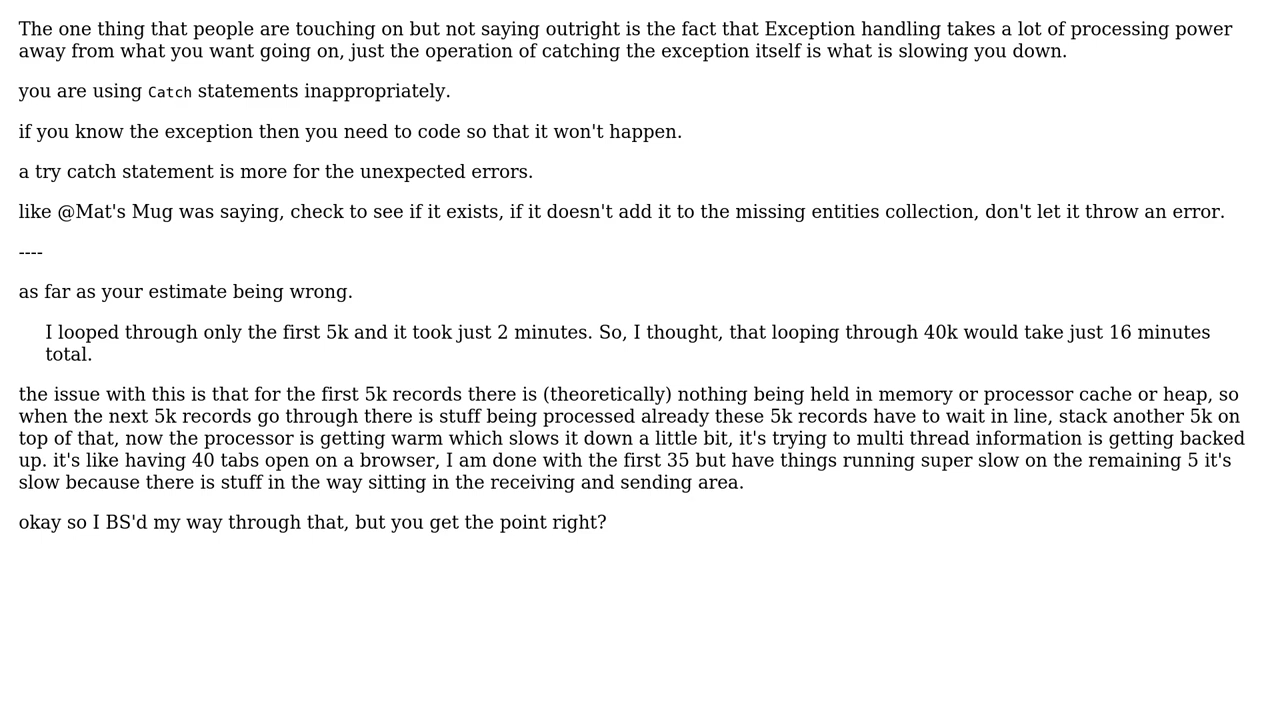 The one thing that people are touching on but not saying outright is the fact that Exception handling takes a lot of processing power
away from what you want going on, just the operation of catching the exception itself is what is slowing you down.
you are using Catch statements inappropriately.
if you know the exception then you need to code so that it won't happen.
a try catch statement is more for the unexpected errors.
like @Mat's Mug was saying, check to see if it exists, if it doesn't add it to the missing entities collection, don't let it throw an error.
----
as far as your estimate being wrong.
I looped through only the first 5k and it took just 2 minutes. So, I thought, that looping through 40k would take just 16 minutes
total.
the issue with this is that for the first 5k records there is (theoretically) nothing being held in memory or processor cache or heap, so
when the next 5k records go through there is stuff being processed already these 5k records have to wait in line, stack another 5k on
top of that, now the processor is getting warm which slows it down a little bit, it's trying to multi thread information is getting backed
up. it's like having 40 tabs open on a browser, I am done with the first 35 but have things running super slow on the remaining 5 it's
slow because there is stuff in the way sitting in the receiving and sending area.
okay so I BS'd my way through that, but you get the point right?